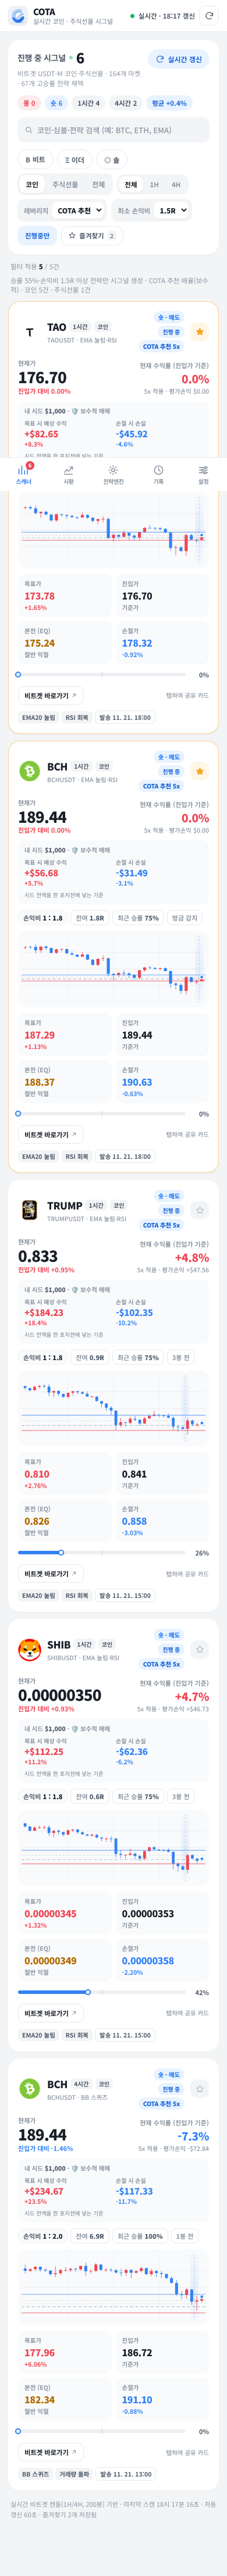 COTA
실시간 코인 · 주식선물 시그널
실시간 · 18:17 갱신
진행 중 시그널 6
실시간 갱신
비트겟 USDT-M 코인·주식선물 · 164개 마켓
· 67개 고승률 전략 채택
롱 0
숏 6
1시간 4
4시간 2
평균 +0.4%
코인·심볼·전략 검색 (예: BTC, ETH, EMA)
B 비트
Ξ 이더
◎ 솔
코인
주식선물
전체
전체
1H
4H
레버리지 COTA 추천
최소 손익비 1.5R
진행중만
즐겨찾기 2
필터 적용 5 / 5건
승률 55%·손익비 1.5R 이상 전략만 시그널 생성 · COTA 추천 배율(보수적) · 코인 5건 · 주식선물 1건
T
TAO 1시간 코인
TAOUSDT · EMA 눌림·RSI
숏 · 매도
진행 중
COTA 추천 5x
현재가
176.70
진입가 대비 0.00%
현재 수익률 (진입가 기준)
0.0%
5x 적용 · 평가손익 $0.00
내 시드 $1,000 · 보수적 매매
목표 시 예상 수익
+$82.65
+8.3%
손절 시 손실
-$45.92
-4.6%
6
스캐너
시황
전략엔진
기록
설정
목표가
173.78
+1.65%
진입가
176.70
기준가
본전 (EQ)
175.24
절반 익절
손절가
178.32
-0.92%
0%
비트겟 바로가기 ↗
탭하여 공유 카드
EMA20 눌림
RSI 회복
발송 11. 21. 18:00
BCH 1시간 코인
BCHUSDT · EMA 눌림·RSI
숏 · 매도
진행 중
COTA 추천 5x
현재가
189.44
진입가 대비 0.00%
현재 수익률 (진입가 기준)
0.0%
5x 적용 · 평가손익 $0.00
내 시드 $1,000 · 보수적 매매
목표 시 예상 수익
+$56.68
+5.7%
손절 시 손실
-$31.49
-3.1%
시드 전액을 한 포지션에 넣는 기준
손익비 1 : 1.8
잔여 1.8R
최근 승률 75%
방금 감지
목표가
187.29
+1.13%
진입가
189.44
기준가
본전 (EQ)
188.37
절반 익절
손절가
190.63
-0.63%
0%
비트겟 바로가기 ↗
탭하여 공유 카드
EMA20 눌림
RSI 회복
발송 11. 21. 18:00
TRUMP 1시간 코인
TRUMPUSDT · EMA 눌림·RSI
숏 · 매도
진행 중
COTA 추천 5x
현재가
0.833
진입가 대비 +0.95%
현재 수익률 (진입가 기준)
+4.8%
5x 적용 · 평가손익 +$47.56
내 시드 $1,000 · 보수적 매매
목표 시 예상 수익
+$184.23
+18.4%
손절 시 손실
-$102.35
-10.2%
시드 전액을 한 포지션에 넣는 기준
손익비 1 : 1.8
잔여 0.9R
최근 승률 75%
3봉 전
목표가
0.810
+2.76%
진입가
0.841
기준가
본전 (EQ)
0.826
절반 익절
손절가
0.858
-3.03%
26%
비트겟 바로가기 ↗
탭하여 공유 카드
EMA20 눌림
RSI 회복
발송 11. 21. 15:00
SHIB 1시간 코인
SHIBUSDT · EMA 눌림·RSI
숏 · 매도
진행 중
COTA 추천 5x
현재가
0.00000350
진입가 대비 +0.93%
현재 수익률 (진입가 기준)
+4.7%
5x 적용 · 평가손익 +$46.73
내 시드 $1,000 · 보수적 매매
목표 시 예상 수익
+$112.25
+11.2%
손절 시 손실
-$62.36
-6.2%
시드 전액을 한 포지션에 넣는 기준
손익비 1 : 1.8
잔여 0.6R
최근 승률 75%
3봉 전
목표가
0.00000345
+1.32%
진입가
0.00000353
기준가
본전 (EQ)
0.00000349
절반 익절
손절가
0.00000358
-2.20%
42%
비트겟 바로가기 ↗
탭하여 공유 카드
EMA20 눌림
RSI 회복
발송 11. 21. 15:00
BCH 4시간 코인
BCHUSDT · BB 스퀴즈
숏 · 매도
진행 중
COTA 추천 5x
현재가
189.44
진입가 대비 -1.46%
현재 수익률 (진입가 기준)
-7.3%
5x 적용 · 평가손익 -$72.84
내 시드 $1,000 · 보수적 매매
목표 시 예상 수익
+$234.67
+23.5%
손절 시 손실
-$117.33
-11.7%
시드 전액을 한 포지션에 넣는 기준
손익비 1 : 2.0
잔여 6.9R
최근 승률 100%
1봉 전
목표가
177.96
+6.06%
진입가
186.72
기준가
본전 (EQ)
182.34
절반 익절
손절가
191.10
-0.88%
0%
비트겟 바로가기 ↗
탭하여 공유 카드
BB 스퀴즈
거래량 돌파
발송 11. 21. 13:00
실시간 비트겟 캔들(1H/4H, 200봉) 기반 · 마지막 스캔 18시 17분 16초 · 자동
갱신 60초 · 즐겨찾기 2개 저장됨